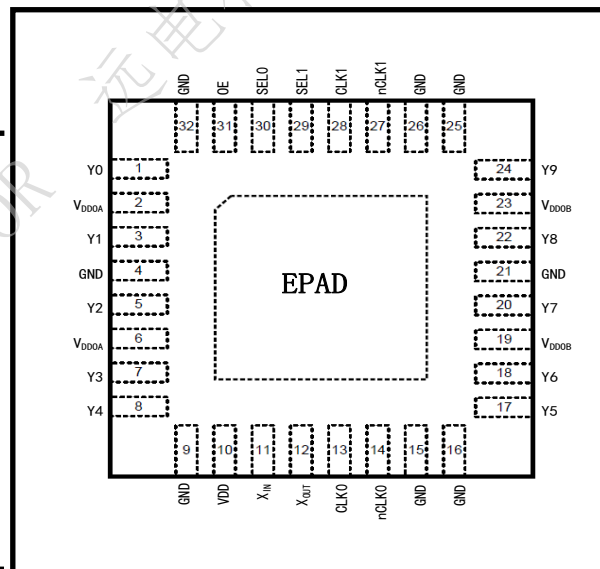 GND OE SEL0 SEL1 CLK1 nCLK1 GND GND
32 31 30 29 28 27 26 25
Y0 1 24 Y9
VDDOA 2 23 VDDOB
Y1 3 22 Y8
GND 4 21 GND
EPAD
Y2 5 20 Y7
VDDOA 6 19 VDDOB
Y3 7 18 Y6
Y4 8 17 Y5
9 10 11 12 13 14 15 16
GND VDD XIN XOUT CLK0 nCLK0 GND GND
远电
OR